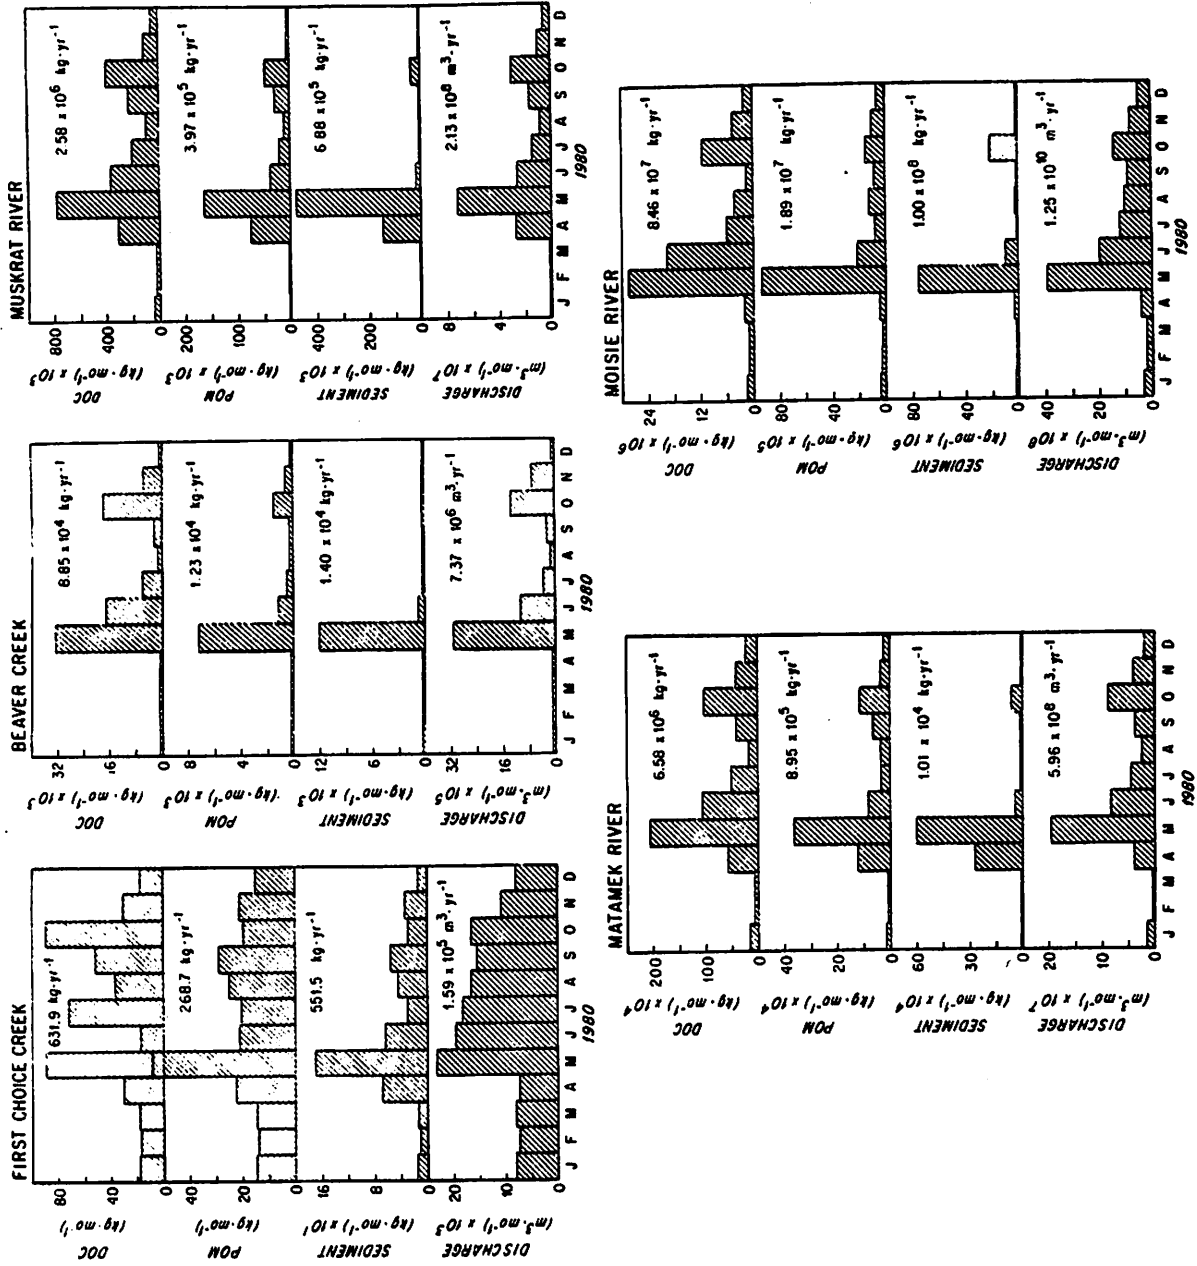 FIRST CHOICE CREEK
DOC
(kg·mo⁻¹)
80
40
0
631.9 kg·yr⁻¹
POM
(kg·mo⁻¹)
40
20
0
268.7 kg·yr⁻¹
SEDIMENT
(kg·mo⁻¹) x 10¹
16
8
0
551.5 kg·yr⁻¹
DISCHARGE
(m³·mo⁻¹) x 10³
20
10
0
1.59 x 10⁵ m³·yr⁻¹
J F M A M J J A S O N D
1980
BEAVER CREEK
DOC
(kg·mo⁻¹) x 10³
32
16
0
8.85 x 10⁴ kg·yr⁻¹
POM
(kg·mo⁻¹) x 10³
8
4
0
1.23 x 10⁴ kg·yr⁻¹
SEDIMENT
(kg·mo⁻¹) x 10³
12
6
0
1.40 x 10⁴ kg·yr⁻¹
DISCHARGE
(m³·mo⁻¹) x 10⁵
32
16
0
7.37 x 10⁶ m³·yr⁻¹
J F M A M J J A S O N D
1980
MUSKRAT RIVER
DOC
(kg·mo⁻¹) x 10³
800
400
0
2.58 x 10⁶ kg·yr⁻¹
POM
(kg·mo⁻¹) x 10³
200
100
0
3.97 x 10⁵ kg·yr⁻¹
SEDIMENT
(kg·mo⁻¹) x 10³
400
200
0
6.88 x 10⁵ kg·yr⁻¹
DISCHARGE
(m³·mo⁻¹) x 10⁷
8
4
0
2.13 x 10⁸ m³·yr⁻¹
J F M A M J J A S O N D
1980
MATAMEK RIVER
DOC
(kg·mo⁻¹) x 10⁴
200
100
0
6.58 x 10⁶ kg·yr⁻¹
POM
(kg·mo⁻¹) x 10⁴
40
20
0
8.95 x 10⁵ kg·yr⁻¹
SEDIMENT
(kg·mo⁻¹) x 10⁴
60
30
0
1.01 x 10⁴ kg·yr⁻¹
DISCHARGE
(m³·mo⁻¹) x 10⁷
20
10
0
5.96 x 10⁸ m³·yr⁻¹
J F M A M J J A S O N D
1980
MOISIE RIVER
DOC
(kg·mo⁻¹) x 10⁶
24
12
0
8.46 x 10⁷ kg·yr⁻¹
POM
(kg·mo⁻¹) x 10⁵
80
40
0
1.89 x 10⁷ kg·yr⁻¹
SEDIMENT
(kg·mo⁻¹) x 10⁶
80
40
0
1.00 x 10⁸ kg·yr⁻¹
DISCHARGE
(m³·mo⁻¹) x 10⁸
40
20
0
1.25 x 10¹⁰ m³·yr⁻¹
J F M A M J J A S O N D
1980